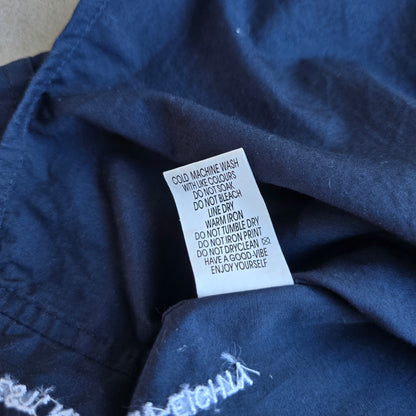 COLD MACHINE WASH
WITH LIKE COLOURS
DO NOT SOAK
DO NOT BLEACH
LINE DRY
WARM IRON
DO NOT TUMBLE DRY
DO NOT IRON PRINT
DO NOT DRYCLEAN
HAVE A GOOD-VIBE
ENJOY YOURSELF
EIGHTY